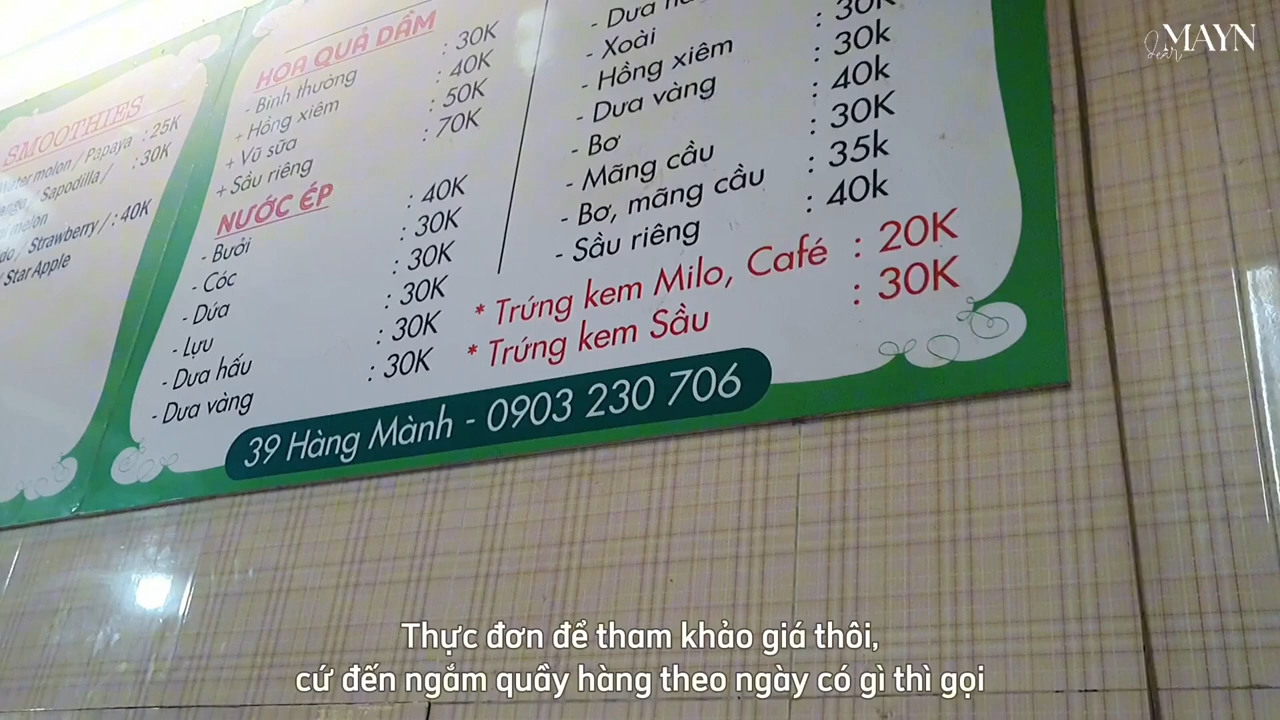 Dear MAYN
SMOOTHIES
Water molon / Papaya : 25K
Sapodilla / : 30K
melon
/ Strawberry / : 40K
/ Star Apple
HOA QUẢ DẦM
- Bình thường : 30K
+ Hồng xiêm : 40K
+ Vũ sữa : 50K
+ Sầu riêng : 70K
NƯỚC ÉP
- Bưởi : 40K
- Cóc : 30K
- Dứa : 30K
- Lựu : 30K
- Dưa hấu : 30K
- Dưa vàng : 30K
- Dưa
- Xoài : 30K
- Hồng xiêm : 30k
- Dưa vàng : 40k
- Bơ : 30K
- Mãng cầu : 35k
- Bơ, mãng cầu : 40k
- Sầu riêng
* Trứng kem Milo, Café : 20K
* Trứng kem Sầu : 30K
39 Hàng Mành - 0903 230 706
Thực đơn để tham khảo giá thôi,
cứ đến ngắm quầy hàng theo ngày có gì thì gọi